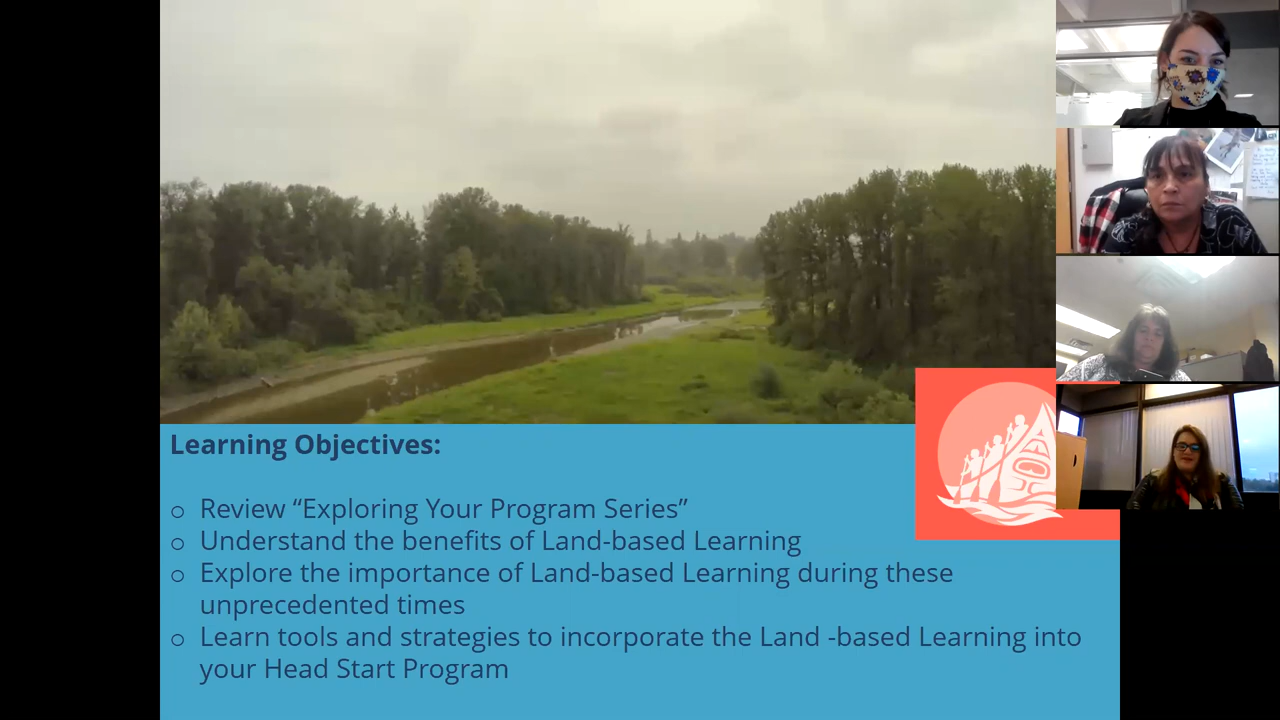 Learning Objectives:
o Review “Exploring Your Program Series”
o Understand the benefits of Land-based Learning
o Explore the importance of Land-based Learning during these
unprecedented times
o Learn tools and strategies to incorporate the Land -based Learning into
your Head Start Program